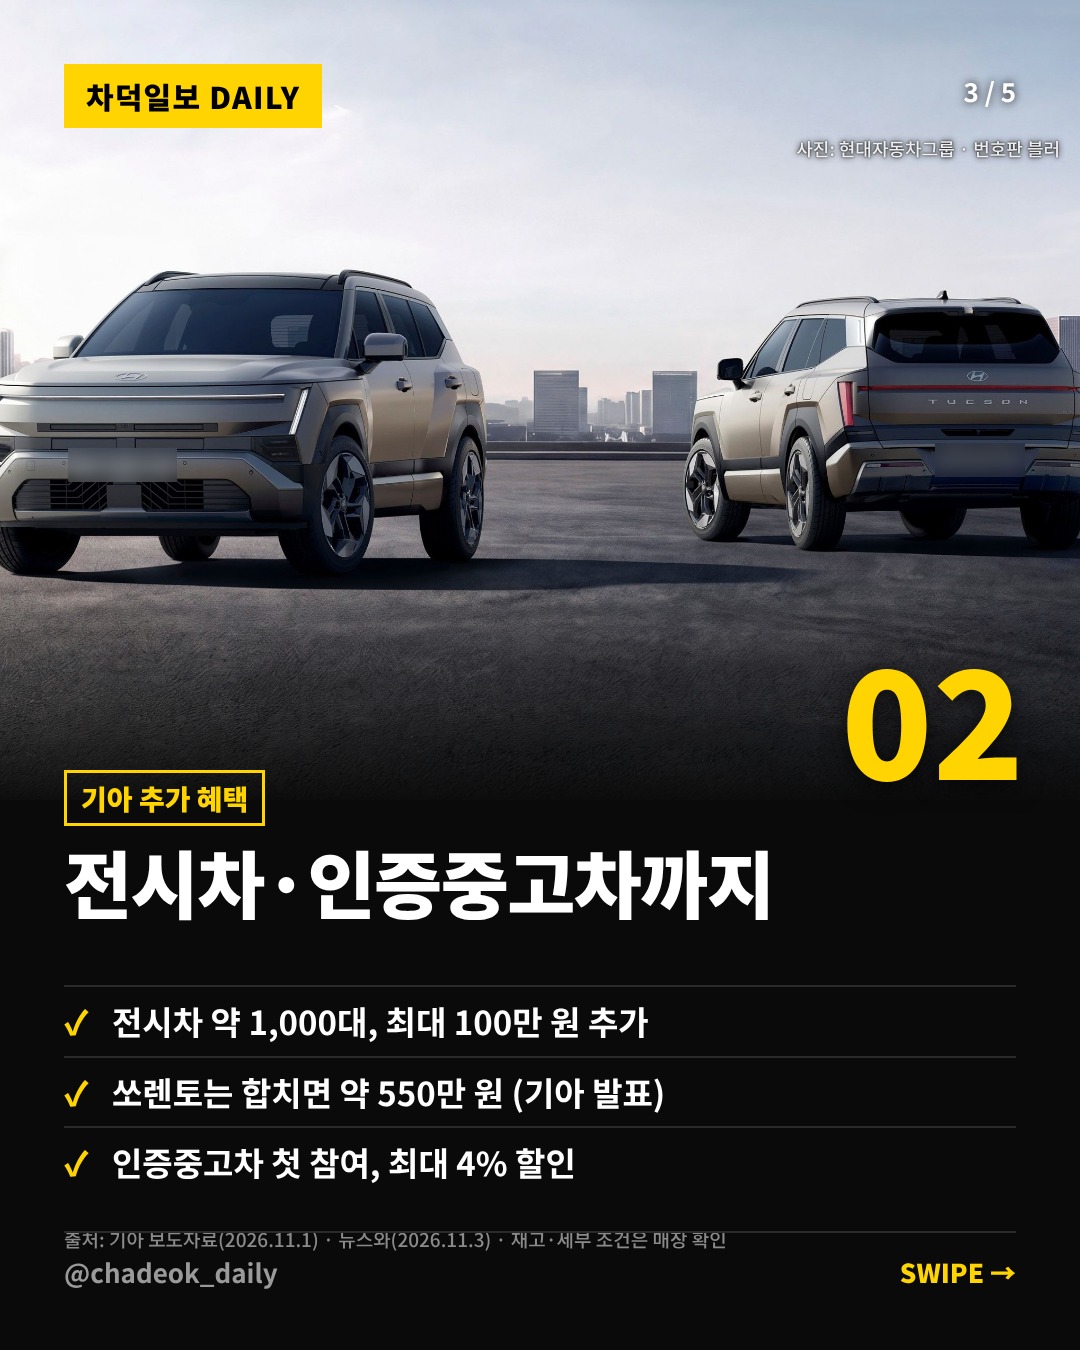 차덕일보 DAILY
3 / 5
사진: 현대자동차그룹 · 번호판 블러
TUCSON
02
기아 추가 혜택
전시차·인증중고차까지
✓ 전시차 약 1,000대, 최대 100만 원 추가
✓ 쏘렌토는 합치면 약 550만 원 (기아 발표)
✓ 인증중고차 첫 참여, 최대 4% 할인
출처: 기아 보도자료(2026.11.1) · 뉴스와(2026.11.3) · 재고·세부 조건은 매장 확인
@chadeok_daily
SWIPE →